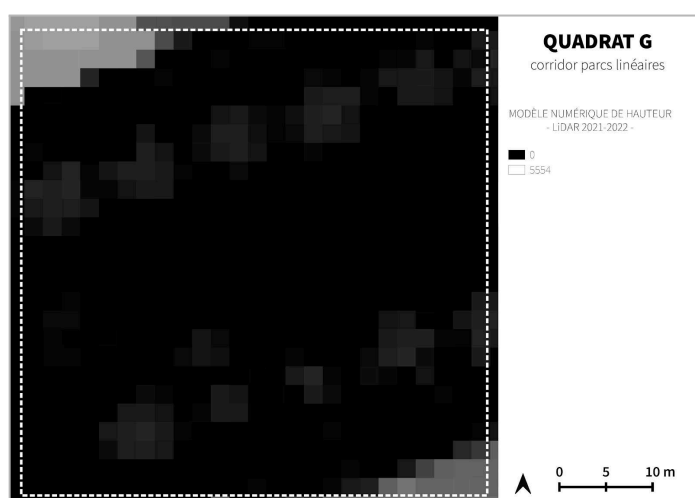 QUADRAT G
corridor parcs linéaires
MODÈLE NUMÉRIQUE DE HAUTEUR
- LiDAR 2021-2022 -
0
5554
0 5 10 m